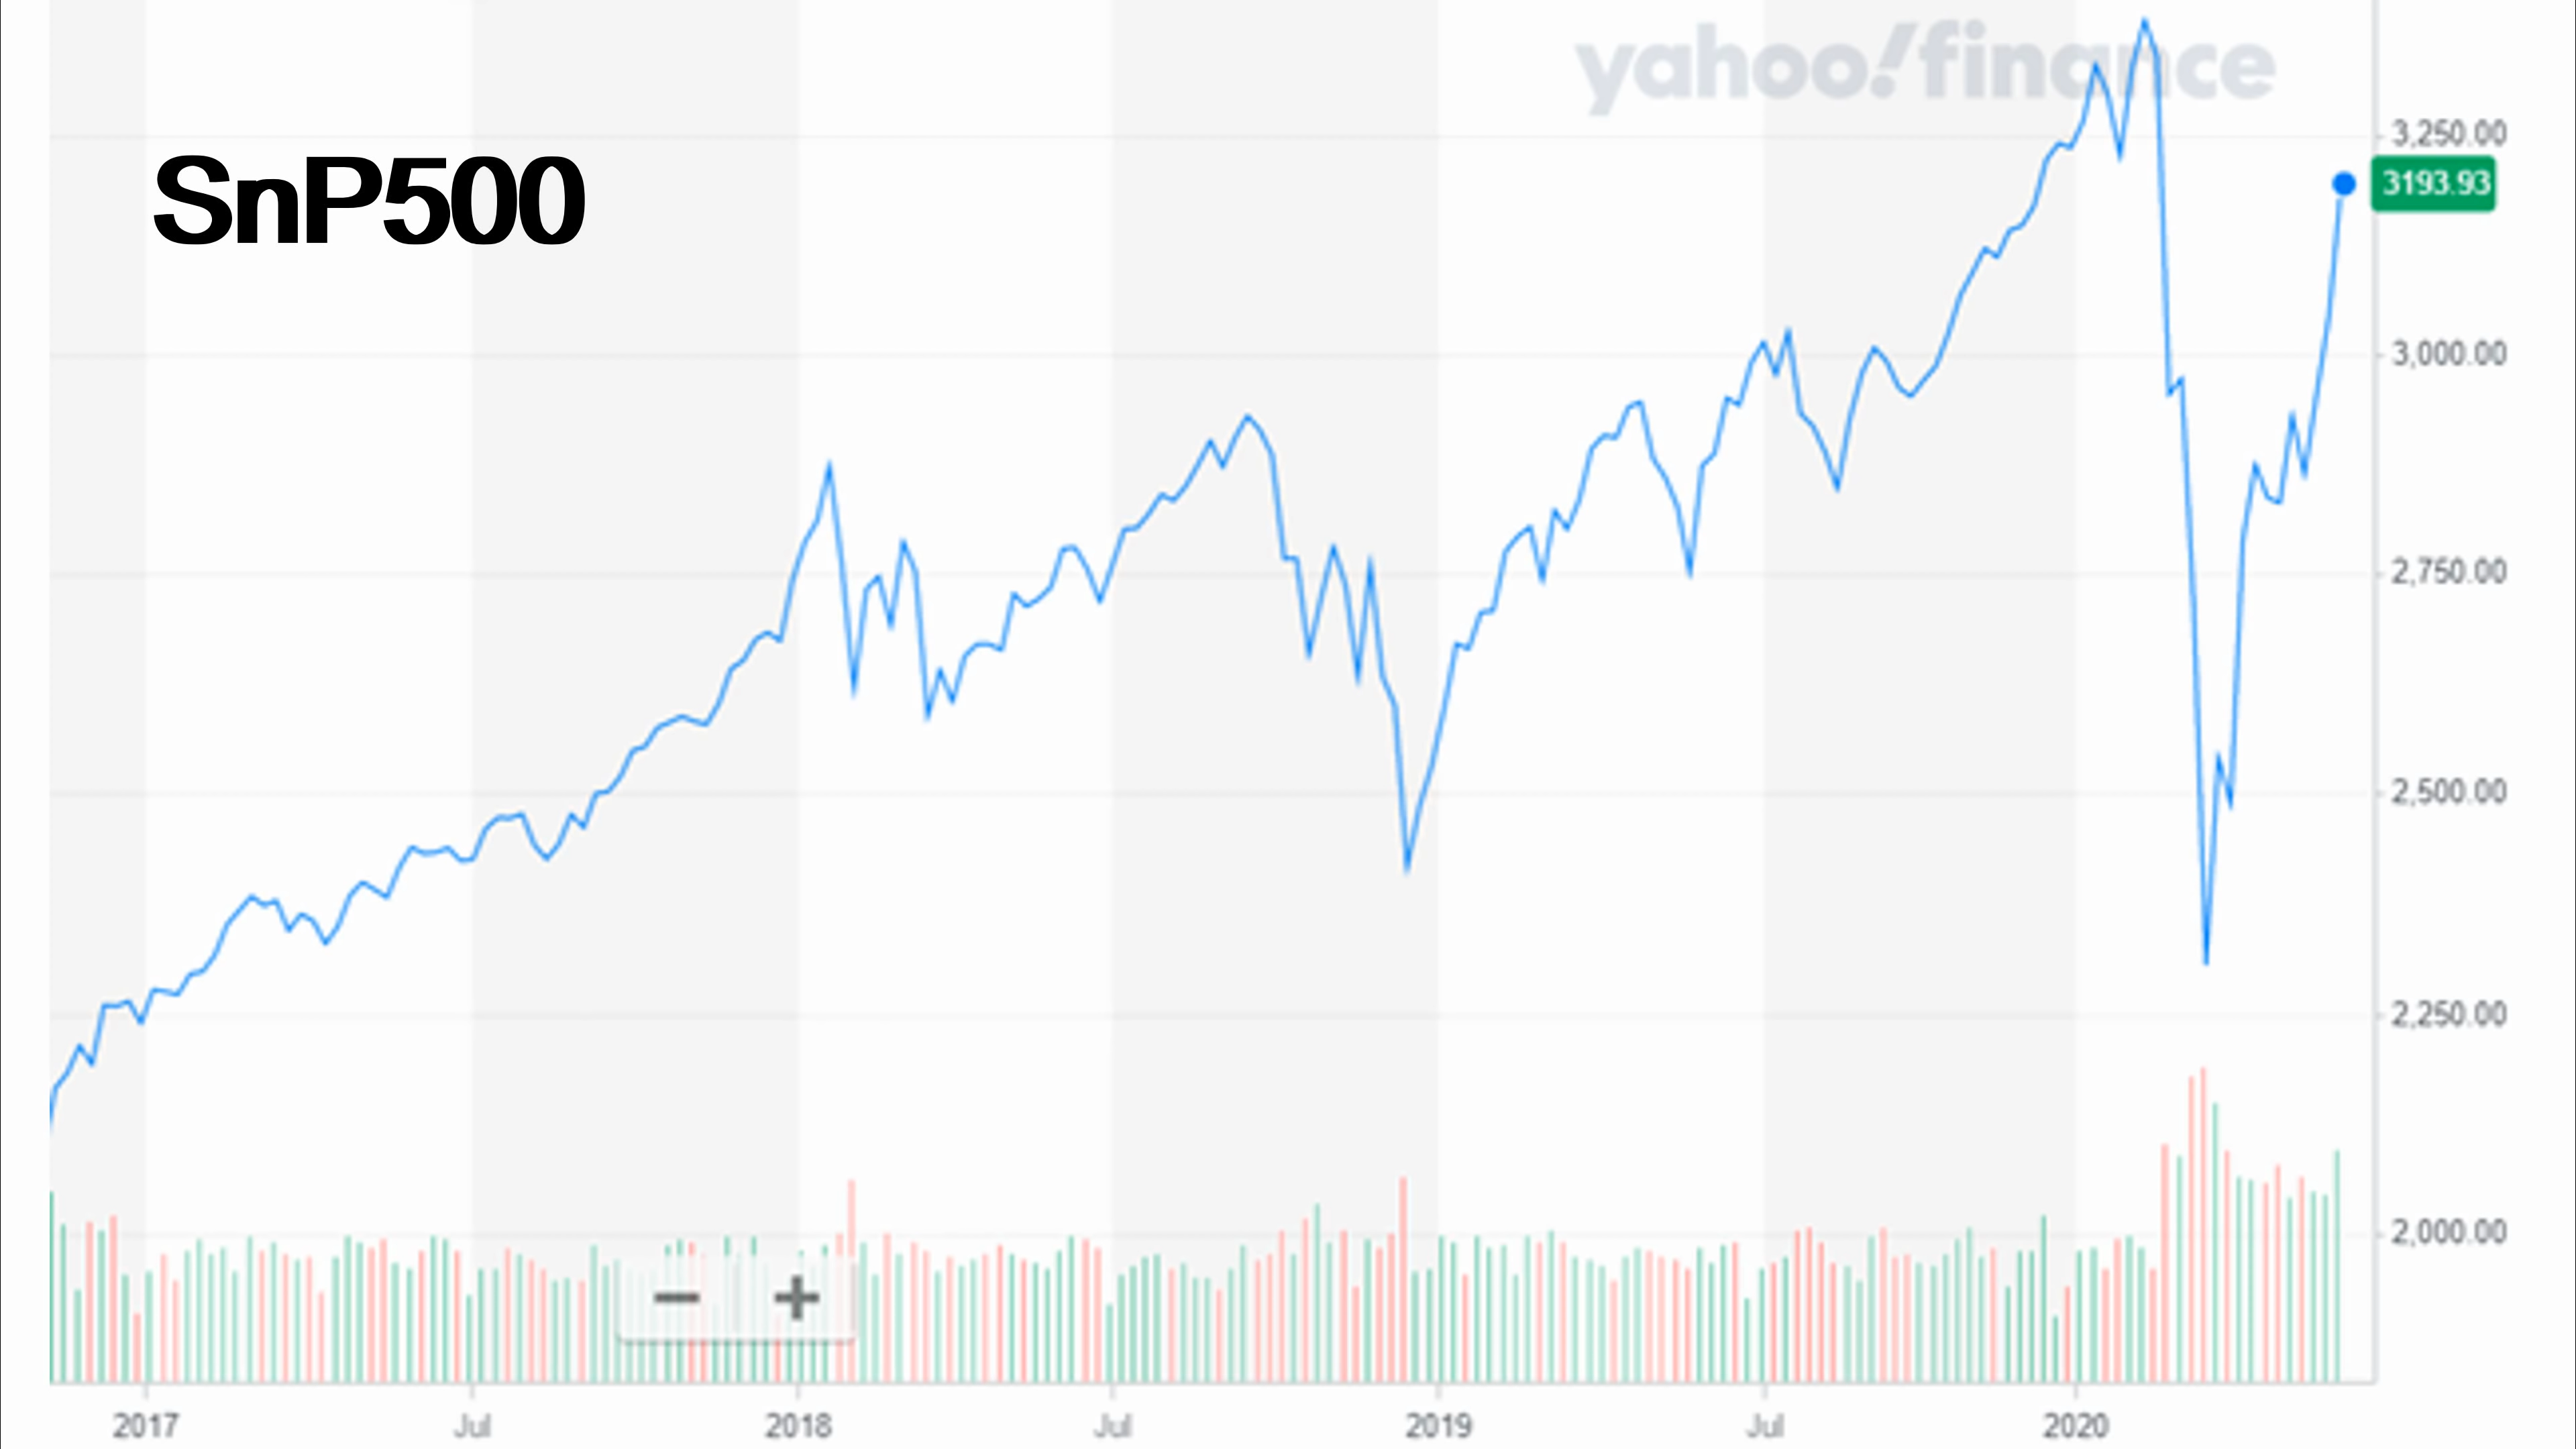 yahoo!finance
SnP500
3,250.00
3193.93
3,000.00
2,750.00
2,500.00
2,250.00
2,000.00
− +
2017 Jul 2018 Jul 2019 Jul 2020